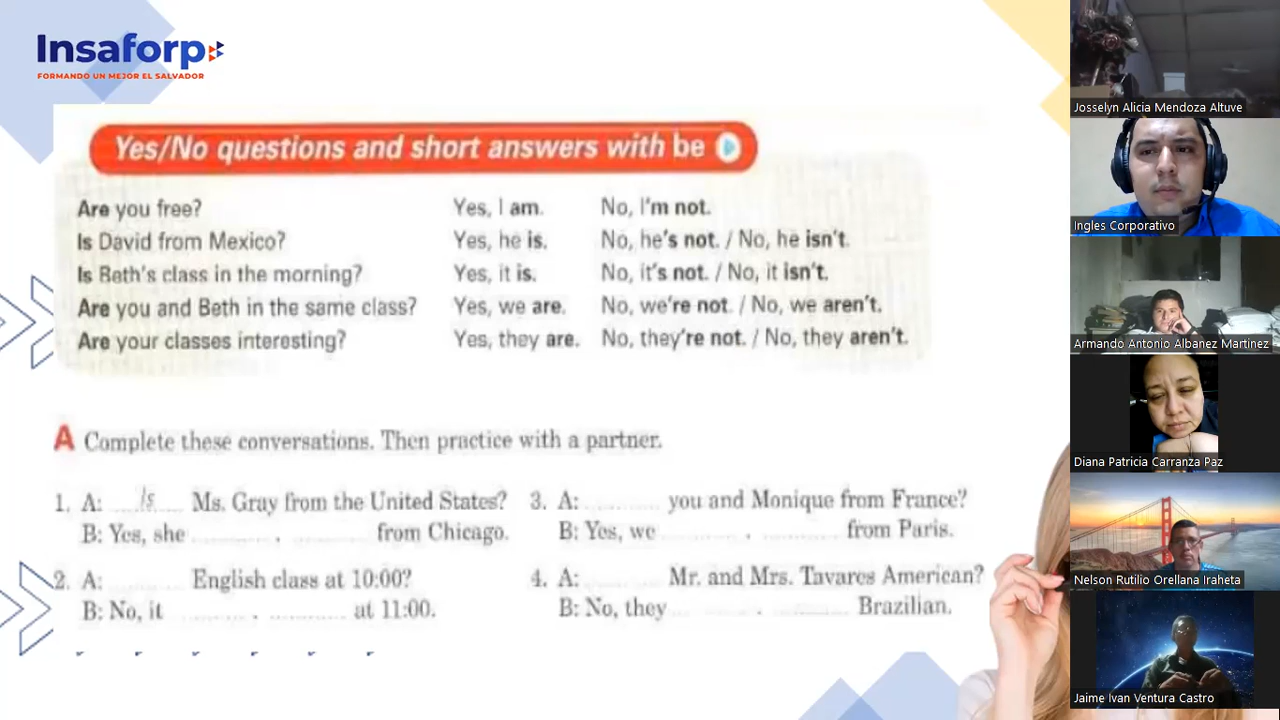 Insaforp
FORMANDO UN MEJOR EL SALVADOR
Yes/No questions and short answers with be
Are you free? Yes, I am. No, I'm not.
Is David from Mexico? Yes, he is. No, he's not. / No, he isn't.
Is Beth's class in the morning? Yes, it is. No, it's not. / No, it isn't.
Are you and Beth in the same class? Yes, we are. No, we're not. / No, we aren't.
Are your classes interesting? Yes, they are. No, they're not. / No, they aren't.
A Complete these conversations. Then practice with a partner.
1. A: Is Ms. Gray from the United States?
B: Yes, she ............ . ............ from Chicago.
2. A: ............ English class at 10:00?
B: No, it ............ . ............ at 11:00.
3. A: ............ you and Monique from France?
B: Yes, we ............ . ............ from Paris.
4. A: ............ Mr. and Mrs. Tavares American?
B: No, they ............ . ............ Brazilian.
Josselyn Alicia Mendoza Altuve
Ingles Corporativo
Armando Antonio Albanez Martinez
Diana Patricia Carranza Paz
Nelson Rutilio Orellana Iraheta
Jaime Ivan Ventura Castro